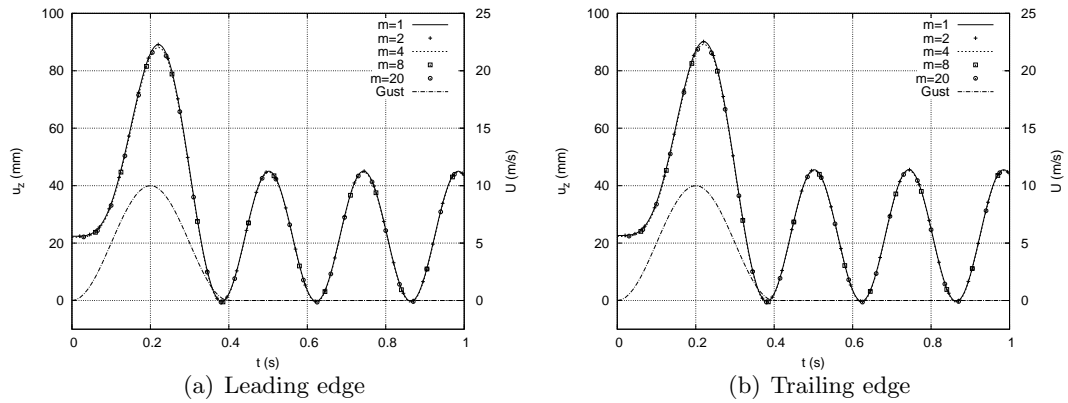 100
80
60
40
20
0
u_z (mm)
25
20
15
10
5
0
U (m/s)
m=1
m=2
m=4
m=8
m=20
Gust
0 0.2 0.4 0.6 0.8 1
t (s)
(a) Leading edge
100
80
60
40
20
0
u_z (mm)
25
20
15
10
5
0
U (m/s)
m=1
m=2
m=4
m=8
m=20
Gust
0 0.2 0.4 0.6 0.8 1
t (s)
(b) Trailing edge